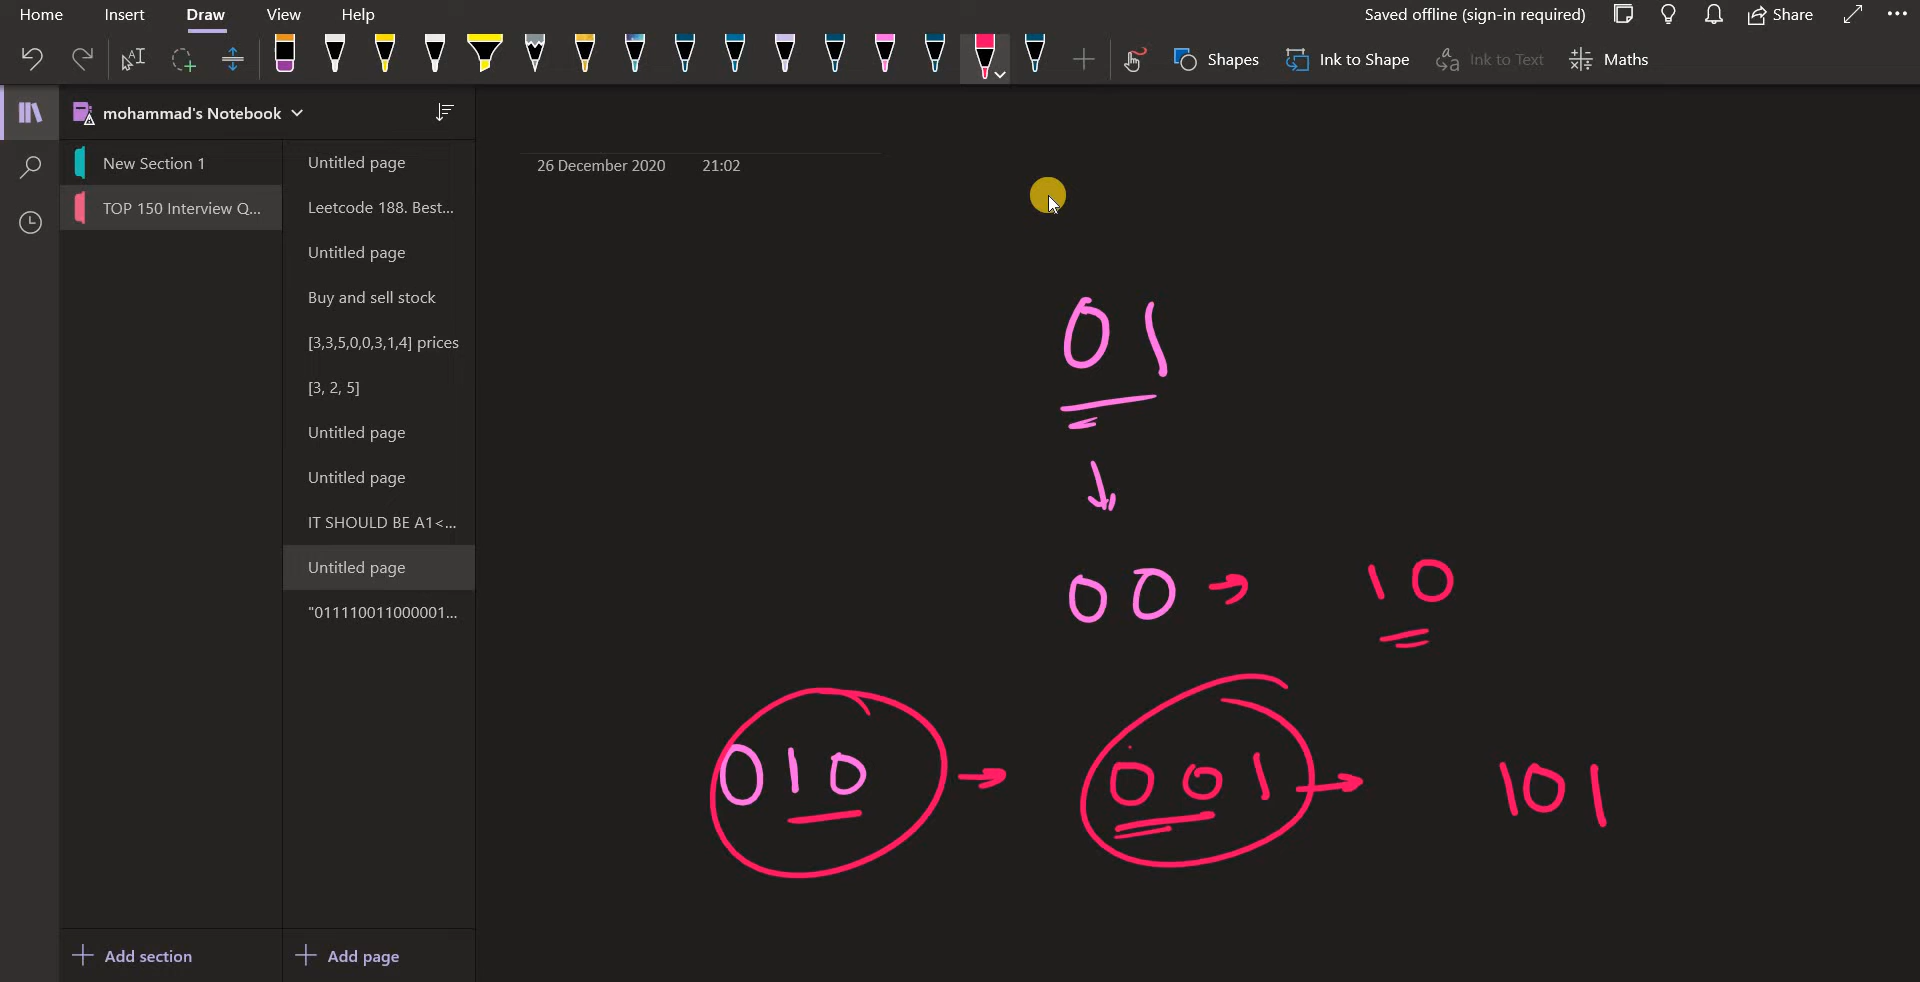 Home Insert Draw View Help Saved offline (sign-in required) Share
Shapes Ink to Shape Ink to Text Maths
mohammad's Notebook
New Section 1
TOP 150 Interview Q...
Untitled page
Leetcode 188. Best...
Untitled page
Buy and sell stock
[3,3,5,0,0,3,1,4] prices
[3, 2, 5]
Untitled page
Untitled page
IT SHOULD BE A1<...
Untitled page
"011110011000001...
Add section
Add page
26 December 2020 21:02
01
00 → 10
010 → 001 → 101